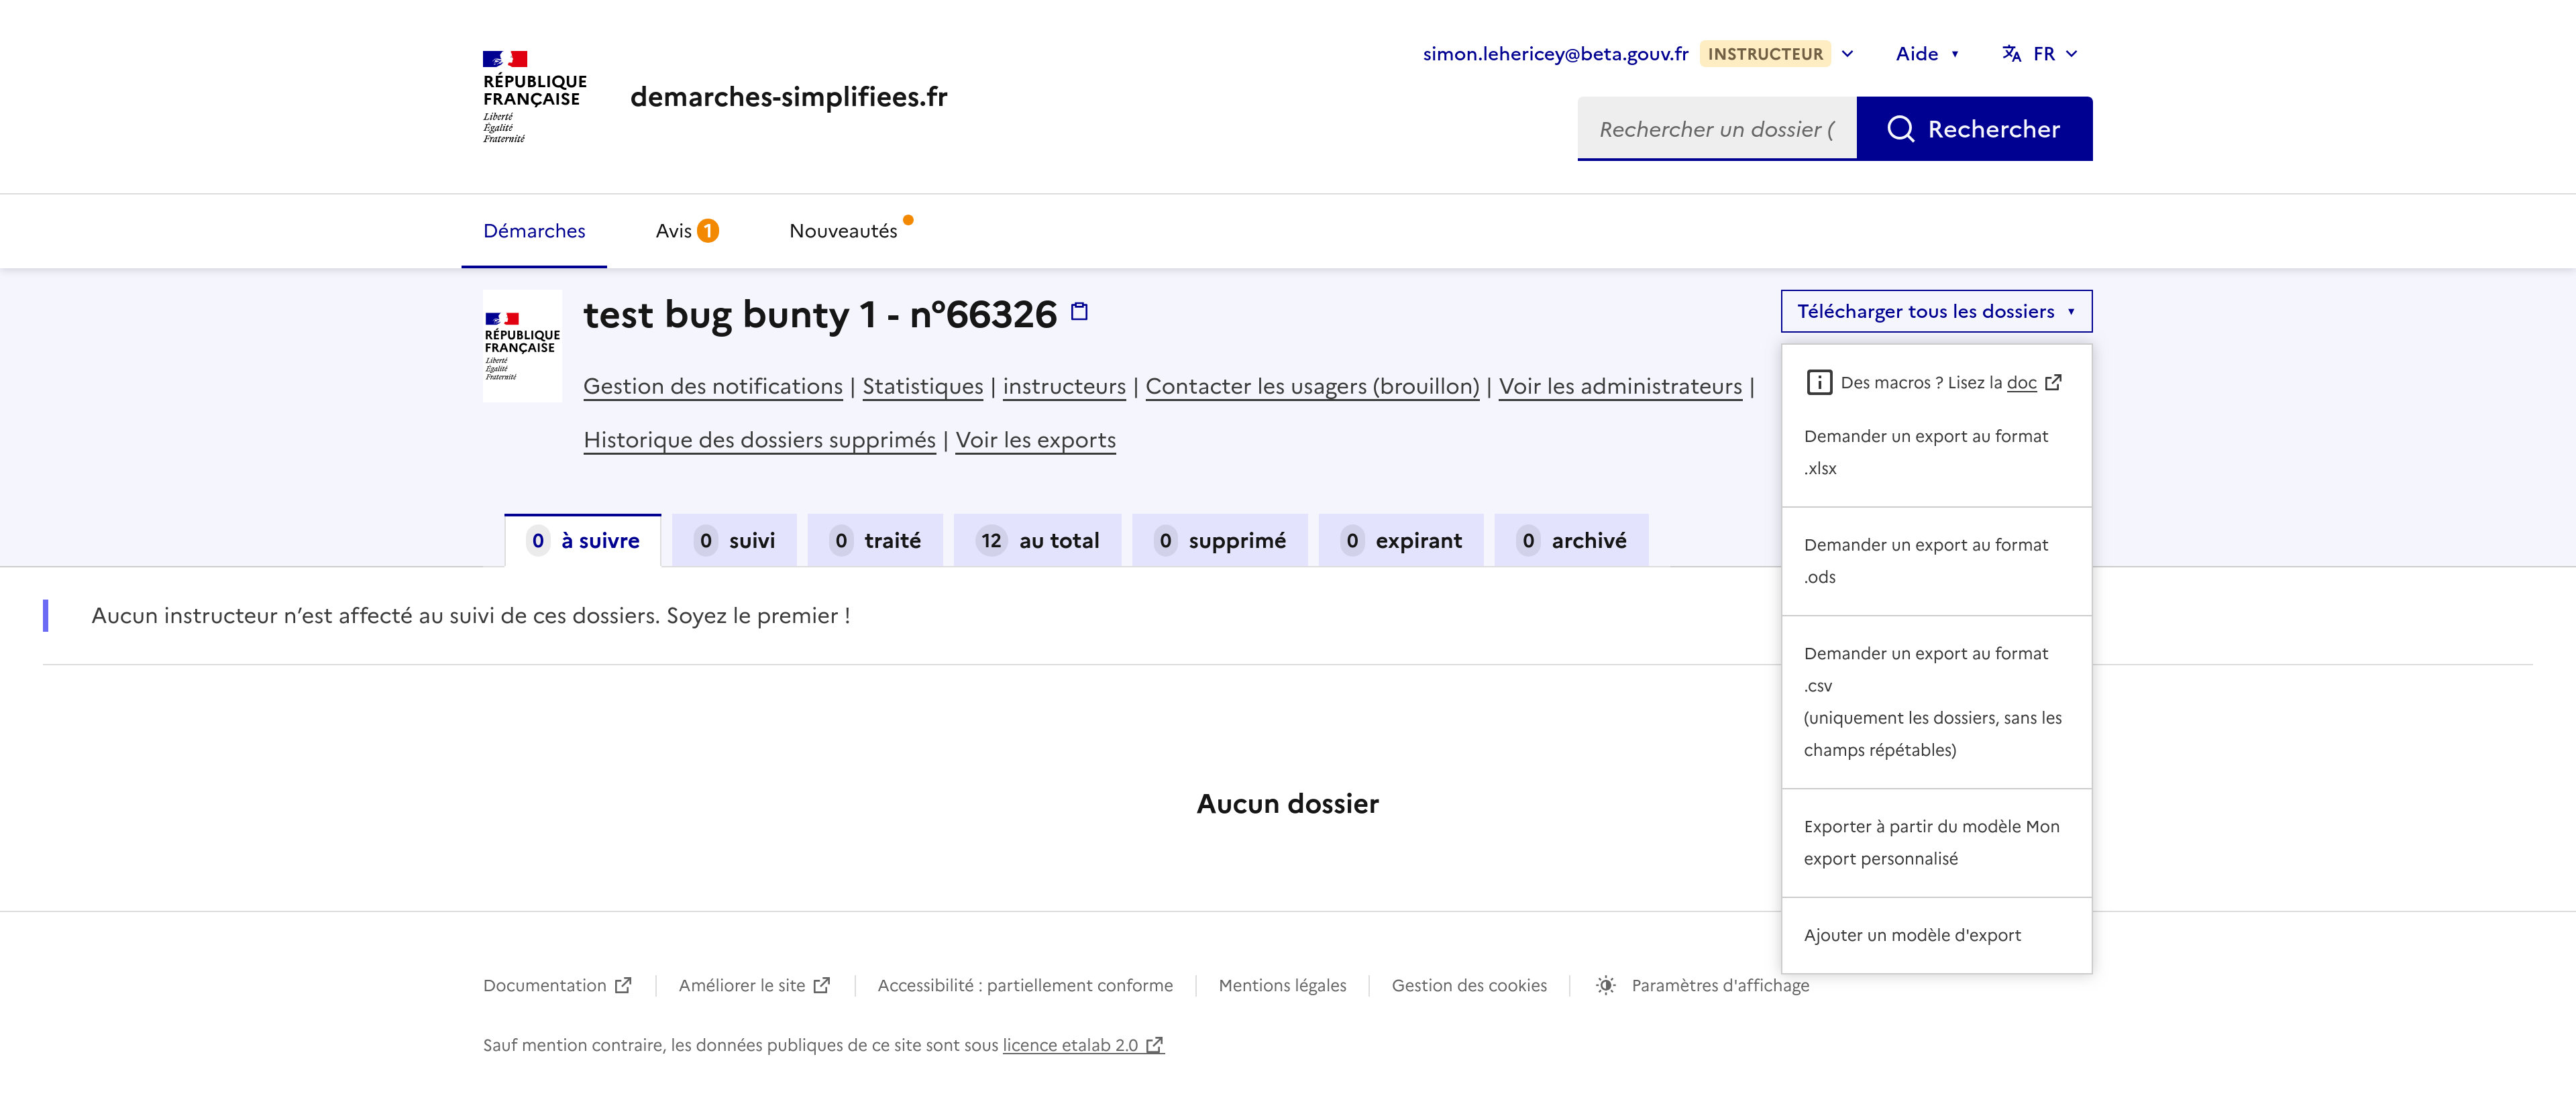 simon.lehericey@beta.gouv.fr INSTRUCTEUR Aide FR
RÉPUBLIQUE
FRANÇAISE
Liberté
Égalité
Fraternité
demarches-simplifiees.fr
Rechercher un dossier ( Rechercher
Démarches Avis 1 Nouveautés
RÉPUBLIQUE
FRANÇAISE
Liberté
Égalité
Fraternité
test bug bunty 1 - n°66326
Gestion des notifications | Statistiques | instructeurs | Contacter les usagers (brouillon) | Voir les administrateurs |
Historique des dossiers supprimés | Voir les exports
Télécharger tous les dossiers
Des macros ? Lisez la doc
Demander un export au format
.xlsx
Demander un export au format
.ods
Demander un export au format
.csv
(uniquement les dossiers, sans les
champs répétables)
Exporter à partir du modèle Mon
export personnalisé
Ajouter un modèle d'export
0 à suivre 0 suivi 0 traité 12 au total 0 supprimé 0 expirant 0 archivé
Aucun instructeur n’est affecté au suivi de ces dossiers. Soyez le premier !
Aucun dossier
Documentation Améliorer le site Accessibilité : partiellement conforme Mentions légales Gestion des cookies Paramètres d'affichage
Sauf mention contraire, les données publiques de ce site sont sous licence etalab 2.0